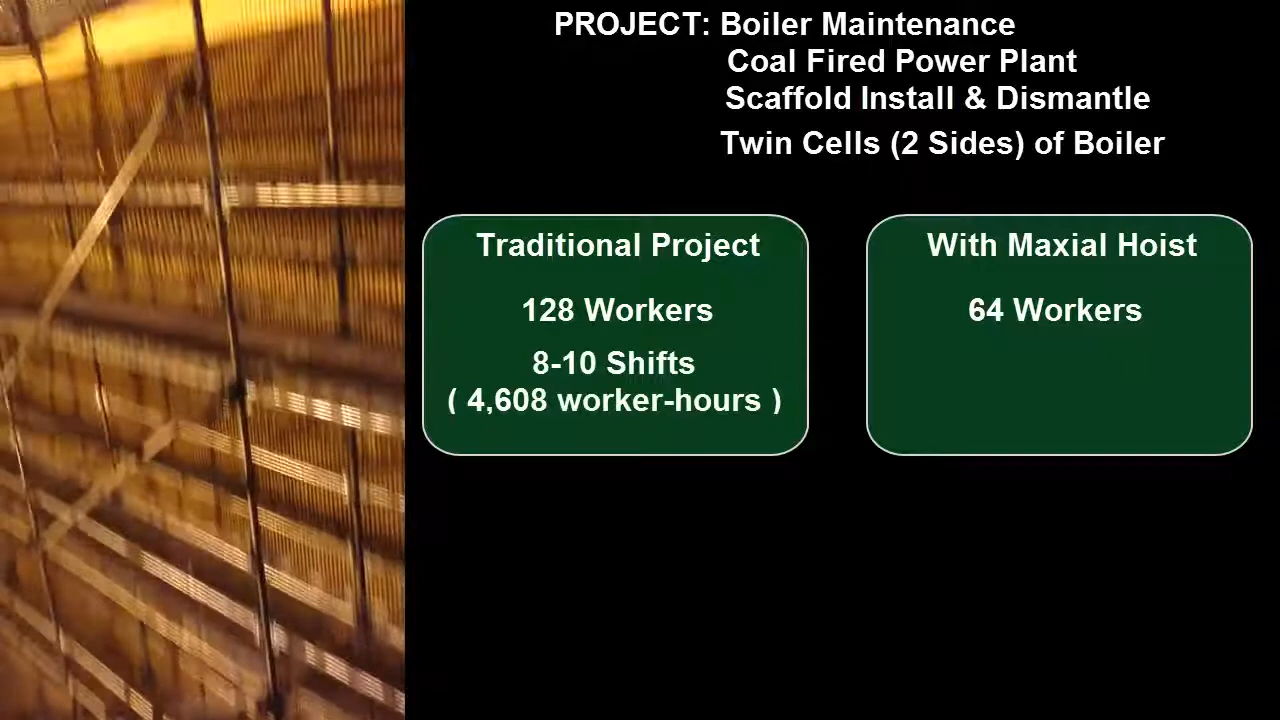 PROJECT: Boiler Maintenance
Coal Fired Power Plant
Scaffold Install & Dismantle
Twin Cells (2 Sides) of Boiler
Traditional Project
128 Workers
8-10 Shifts
( 4,608 worker-hours )
With Maxial Hoist
64 Workers